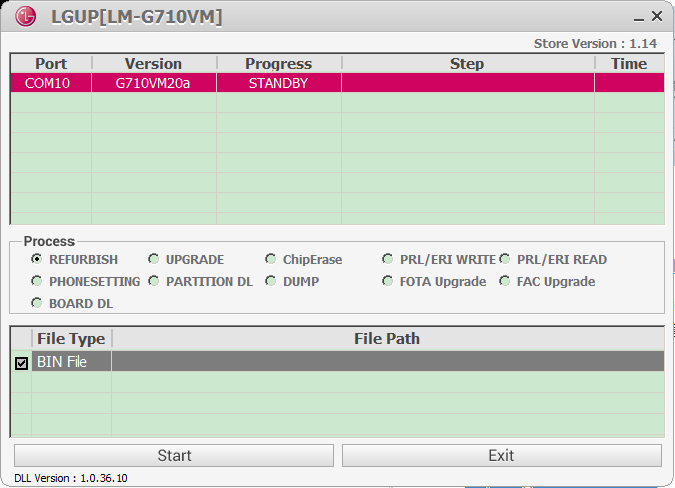 LGUP[LM-G710VM]
Store Version : 1.14
Port Version Progress Step Time
COM10 G710VM20a STANDBY
Process
REFURBISH UPGRADE ChipErase PRL/ERI WRITE PRL/ERI READ
PHONESETTING PARTITION DL DUMP FOTA Upgrade FAC Upgrade
BOARD DL
File Type File Path
BIN File
Start Exit
DLL Version : 1.0.36.10